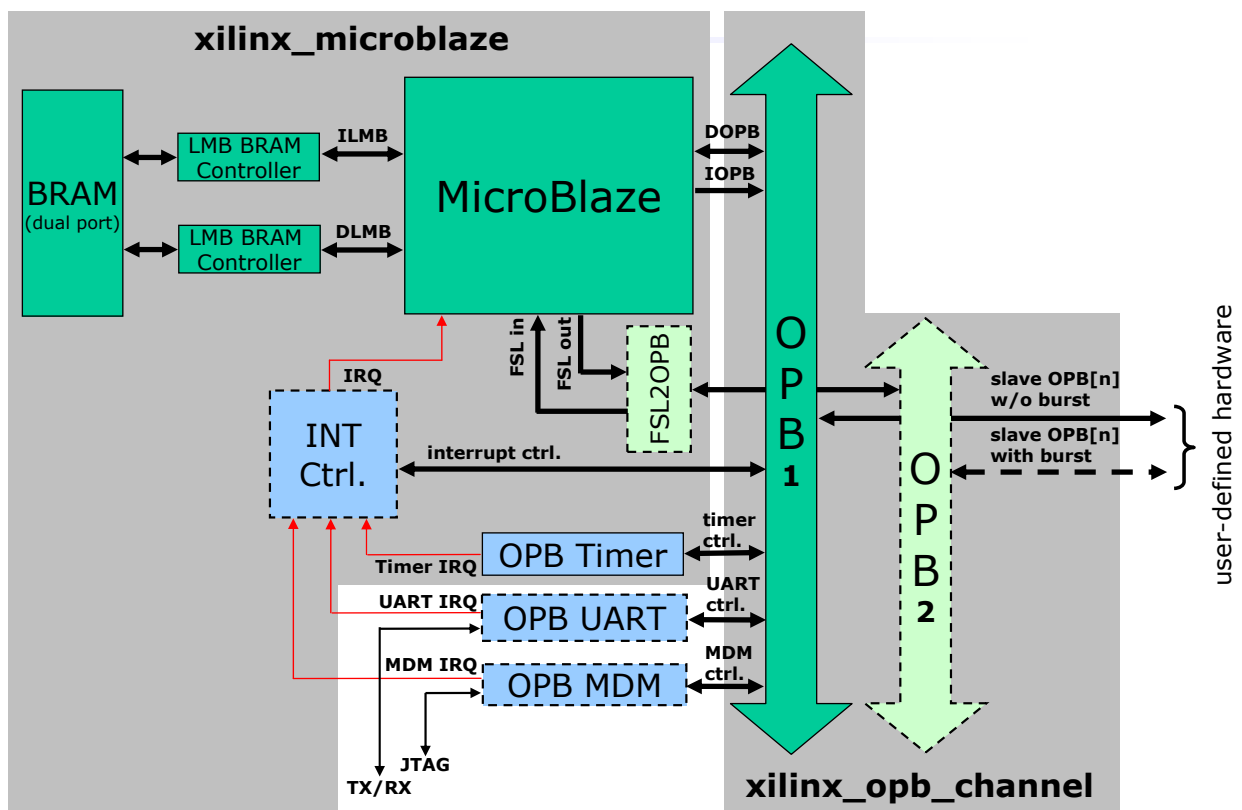 xilinx_microblaze
BRAM
(dual port)
LMB BRAM
Controller
ILMB
LMB BRAM
Controller
DLMB
MicroBlaze
DOPB
IOPB
FSL in
FSL out
FSL2OPB
IRQ
INT
Ctrl.
interrupt ctrl.
O
P
B
1
O
P
B
2
slave OPB[n]
w/o burst
slave OPB[n]
with burst
user-defined hardware
Timer IRQ
OPB Timer
timer
ctrl.
UART IRQ
OPB UART
UART
ctrl.
MDM IRQ
OPB MDM
MDM
ctrl.
JTAG
TX/RX
xilinx_opb_channel